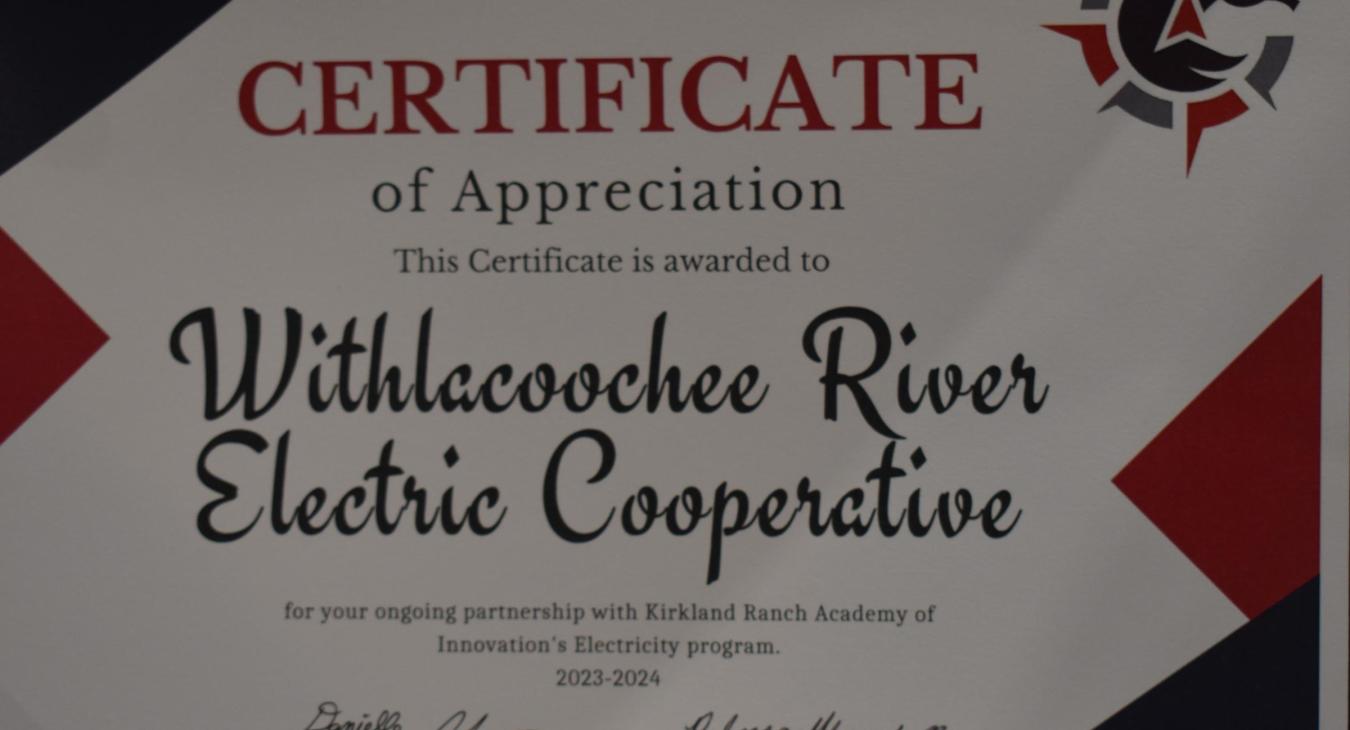 CERTIFICATE
of Appreciation
This Certificate is awarded to
Withlacoochee River
Electric Cooperative
for your ongoing partnership with Kirkland Ranch Academy of
Innovation's Electricity program.
2023-2024
Danielle